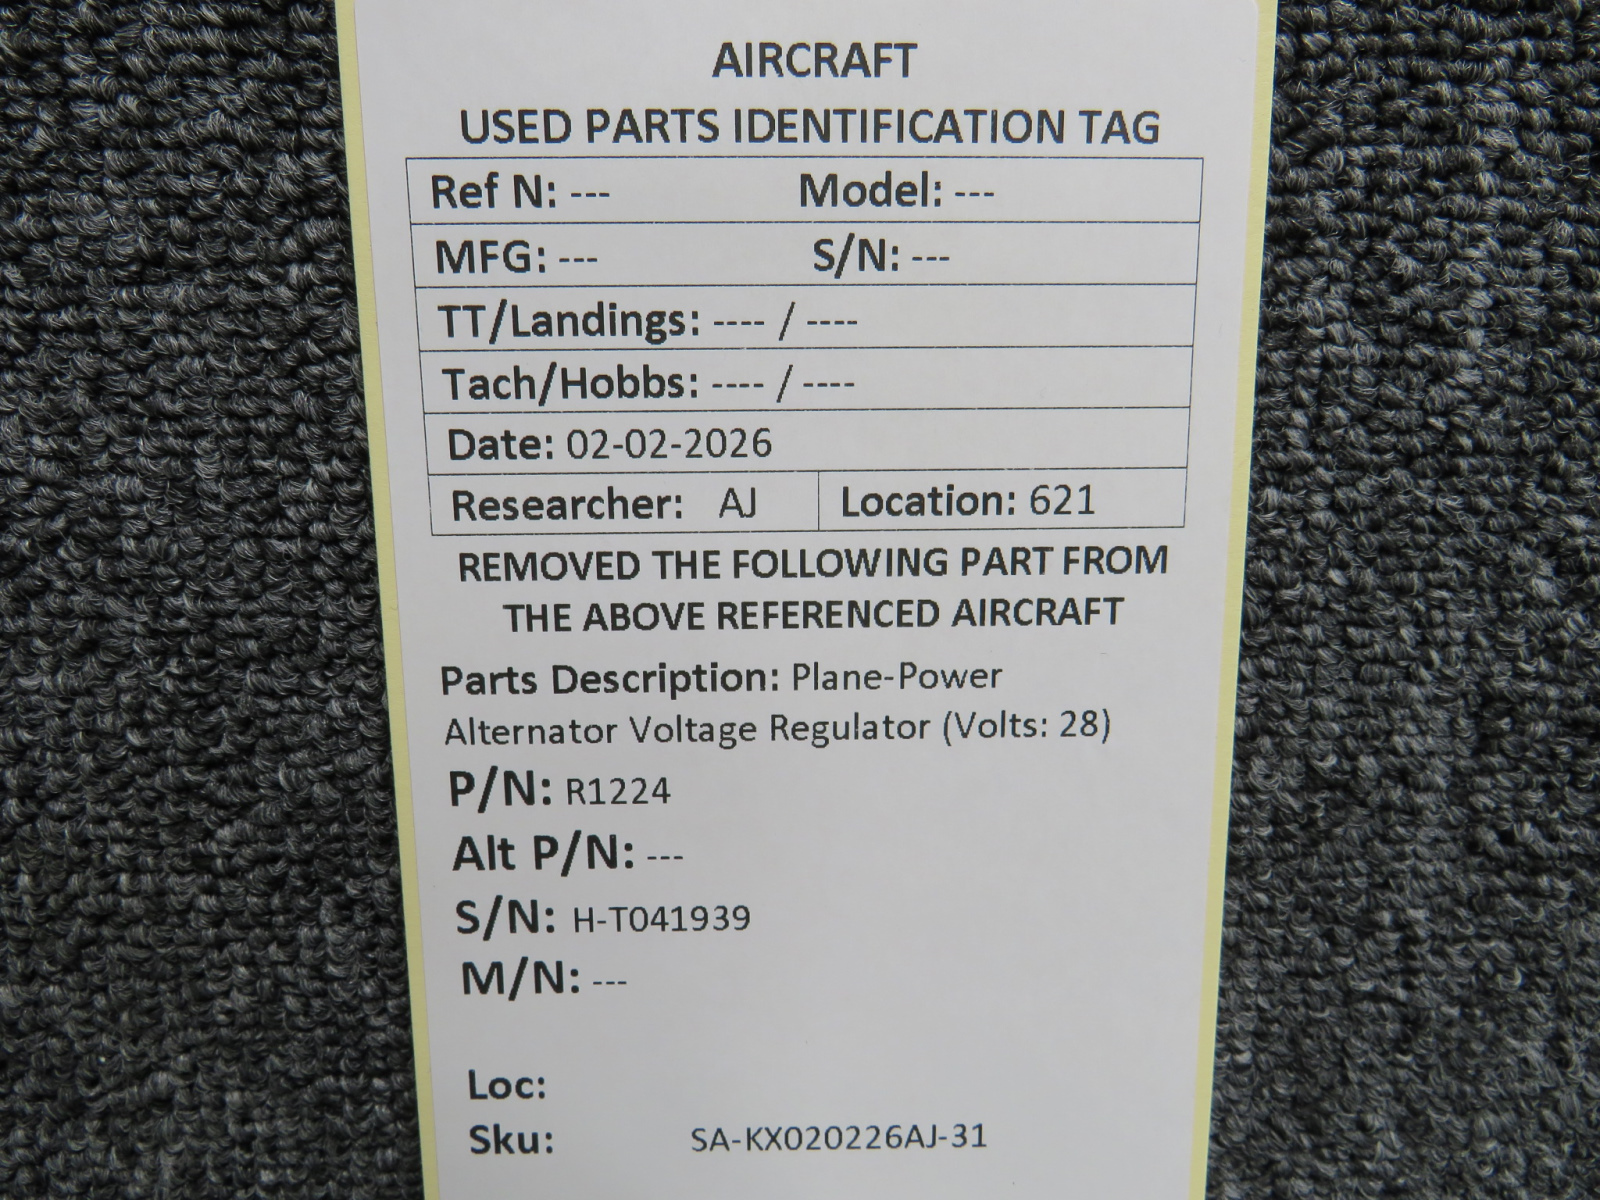 AIRCRAFT
USED PARTS IDENTIFICATION TAG
Ref N: --- Model: ---
MFG: --- S/N: ---
TT/Landings: ---- / ----
Tach/Hobbs: ---- / ----
Date: 02-02-2026
Researcher: AJ Location: 621
REMOVED THE FOLLOWING PART FROM
THE ABOVE REFERENCED AIRCRAFT
Parts Description: Plane-Power
Alternator Voltage Regulator (Volts: 28)
P/N: R1224
Alt P/N: ---
S/N: H-T041939
M/N: ---
Loc:
Sku: SA-KX020226AJ-31